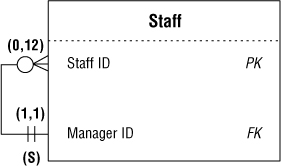 Staff
(0,12)
Staff ID PK
(1,1)
Manager ID FK
(S)